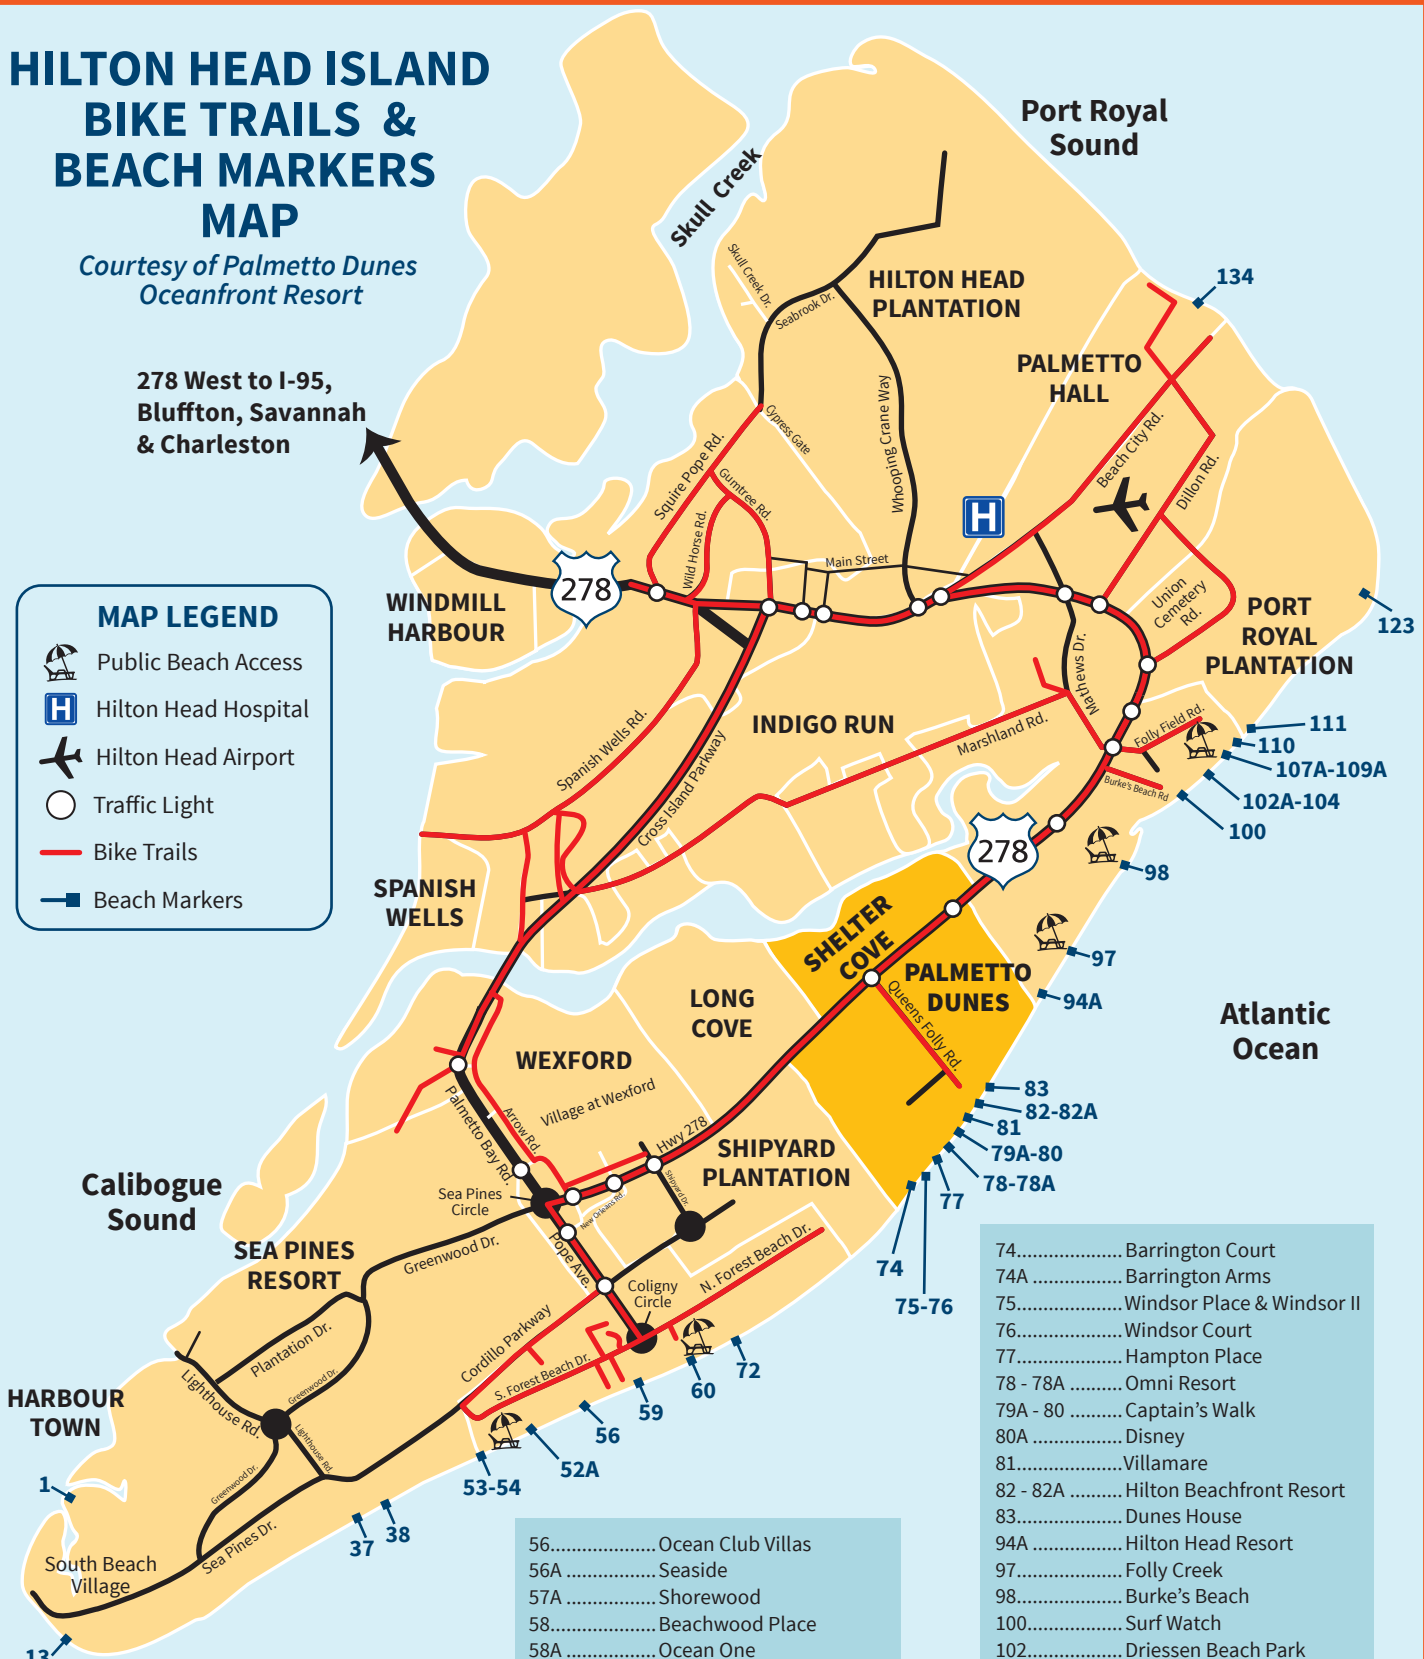 HILTON HEAD ISLAND
BIKE TRAILS &
BEACH MARKERS
MAP
Courtesy of Palmetto Dunes
Oceanfront Resort
278 West to I-95,
Bluffton, Savannah
& Charleston
Skull Creek
Port Royal
Sound
Skull Creek Dr.
Seabrook Dr.
HILTON HEAD
PLANTATION
134
PALMETTO
HALL
Cypress Gate
Whooping Crane Way
Squire Pope Rd.
Gumtree Rd.
Wild Horse Rd.
Beach City Rd.
Dillon Rd.
H
Main Street
278
WINDMILL
HARBOUR
Union
Cemetery
Rd.
PORT
ROYAL
PLANTATION
123
MAP LEGEND
Public Beach Access
H
Hilton Head Hospital
Hilton Head Airport
Traffic Light
Bike Trails
Beach Markers
Mathews Dr.
INDIGO RUN
Marshland Rd.
Spanish Wells Rd.
Cross Island Parkway
Folly Field Rd.
Burke's Beach Rd
111
110
107A-109A
102A-104
100
278
98
SPANISH
WELLS
SHELTER
COVE
PALMETTO
DUNES
Queens Folly Rd.
97
94A
LONG
COVE
Atlantic
Ocean
WEXFORD
Village at Wexford
Palmetto Bay Rd.
Arrow Rd.
Hwy 278
83
82-82A
81
79A-80
78-78A
77
74
75-76
SHIPYARD
PLANTATION
Shipyard Dr.
New Orleans Rd.
Calibogue
Sound
Sea Pines
Circle
Greenwood Dr.
Pope Ave.
SEA PINES
RESORT
Coligny
Circle
N. Forest Beach Dr.
Cordillo Parkway
S. Forest Beach Dr.
Plantation Dr.
Greenwood Dr.
Lighthouse Rd.
Lighthouse Rd.
Greenwood Dr.
HARBOUR
TOWN
72
60
59
56
52A
53-54
38
37
1
Sea Pines Dr.
South Beach
Village
13
74...................Barrington Court
74A ................Barrington Arms
75...................Windsor Place & Windsor II
76...................Windsor Court
77...................Hampton Place
78 - 78A ..........Omni Resort
79A - 80 ..........Captain's Walk
80A ................Disney
81...................Villamare
82 - 82A ..........Hilton Beachfront Resort
83...................Dunes House
94A ................Hilton Head Resort
97...................Folly Creek
98...................Burke's Beach
100..................Surf Watch
102..................Driessen Beach Park
56...................Ocean Club Villas
56A ................Seaside
57A ................Shorewood
58...................Beachwood Place
58A ................Ocean One